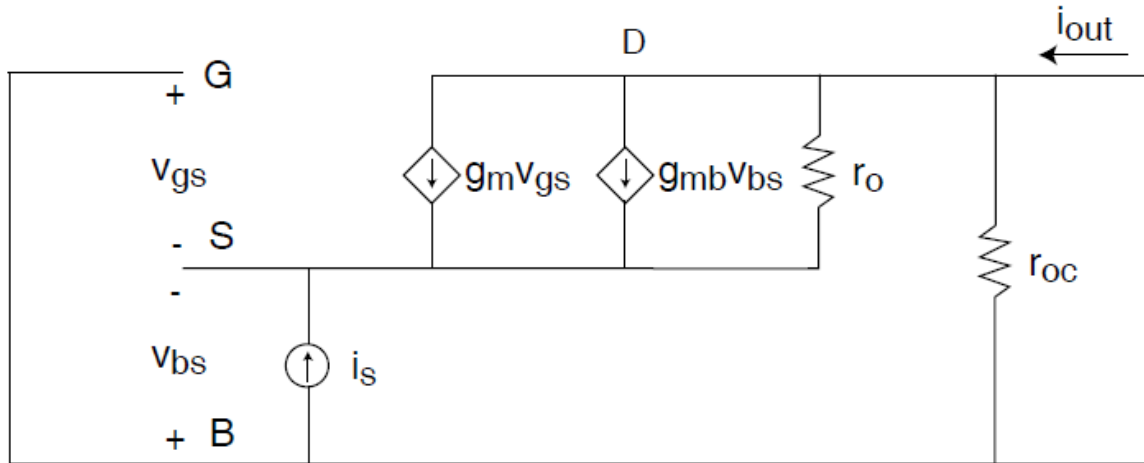 iout
D
G
+
vgs
gmvgs
gmbvbs
ro
- S
-
roc
vbs
is
+ B